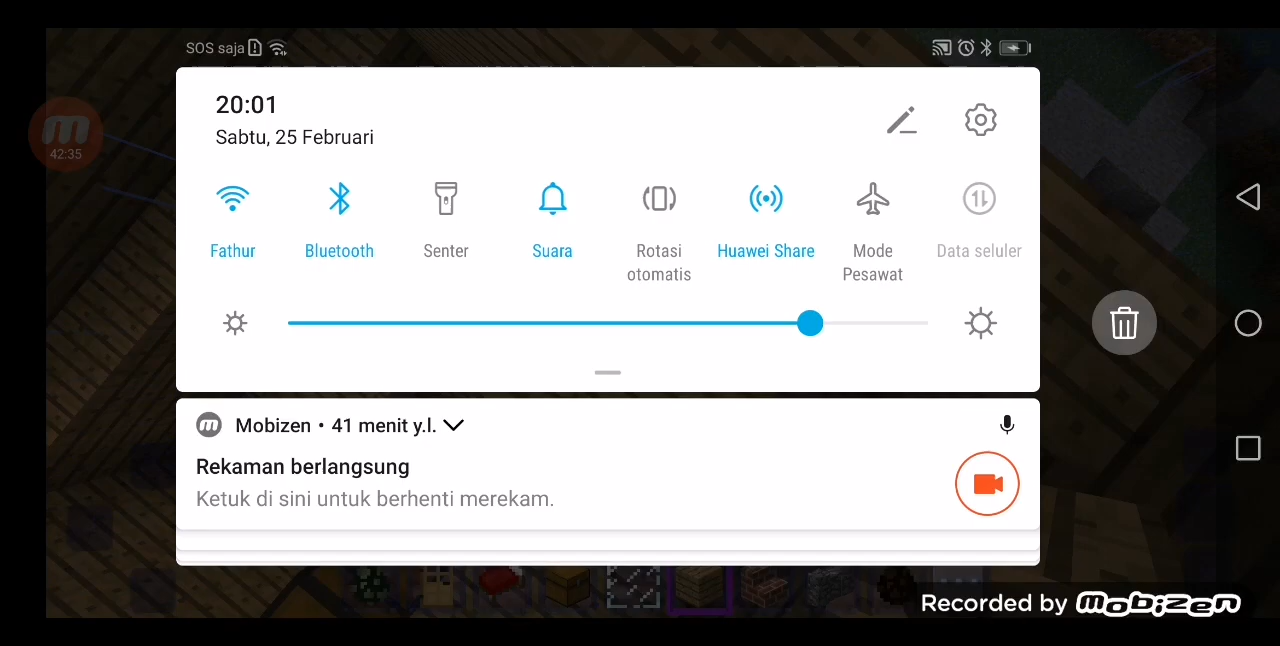 SOS saja
42:35
20:01
Sabtu, 25 Februari
Fathur
Bluetooth
Senter
Suara
Rotasi
otomatis
Huawei Share
Mode
Pesawat
Data seluler
Mobizen • 41 menit y.l.
Rekaman berlangsung
Ketuk di sini untuk berhenti merekam.
Recorded by mobizen